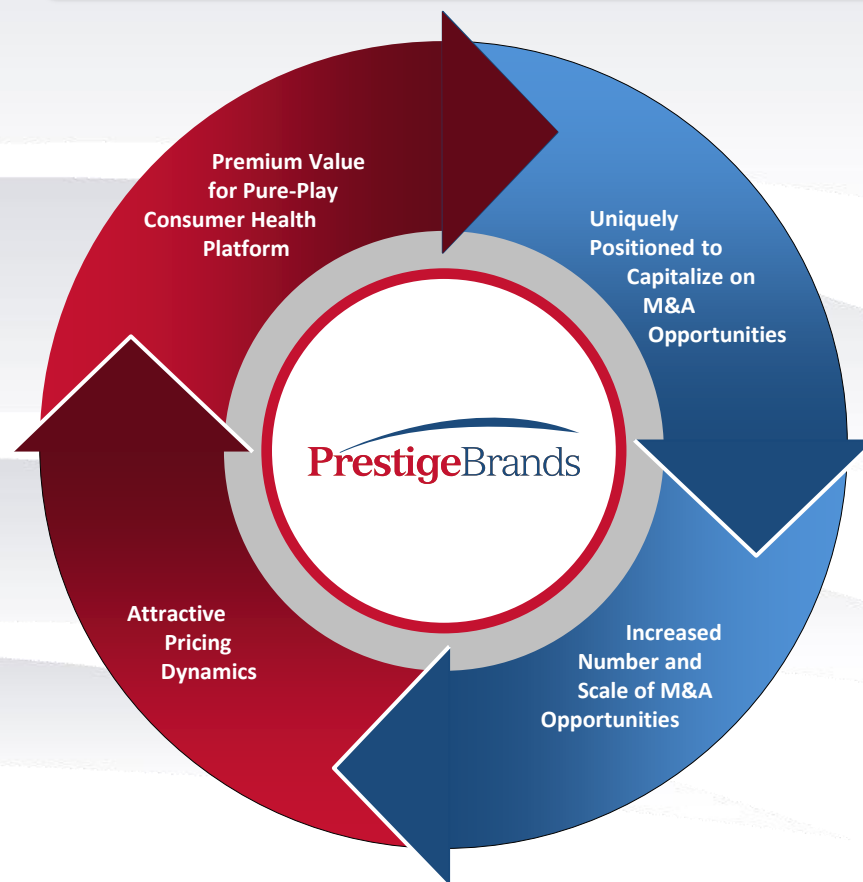 Premium Value
for Pure-Play
Consumer Health
Platform
Uniquely
Positioned to
Capitalize on
M&A
Opportunities
PrestigeBrands
Attractive
Pricing
Dynamics
Increased
Number and
Scale of M&A
Opportunities